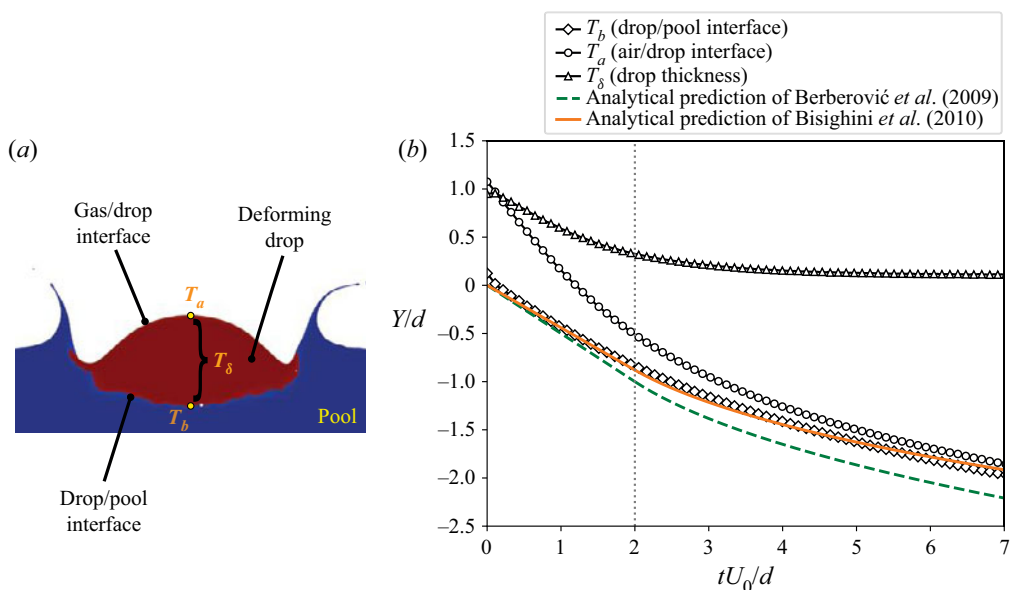 T_b (drop/pool interface)
T_a (air/drop interface)
T_δ (drop thickness)
Analytical prediction of Berberović et al. (2009)
Analytical prediction of Bisighini et al. (2010)
(a)
Gas/drop
interface
Deforming
drop
T_a
T_δ
T_b
Pool
Drop/pool
interface
(b)
1.5
1.0
0.5
0
–0.5
–1.0
–1.5
–2.0
–2.5
Y/d
0 1 2 3 4 5 6 7
tU_0/d